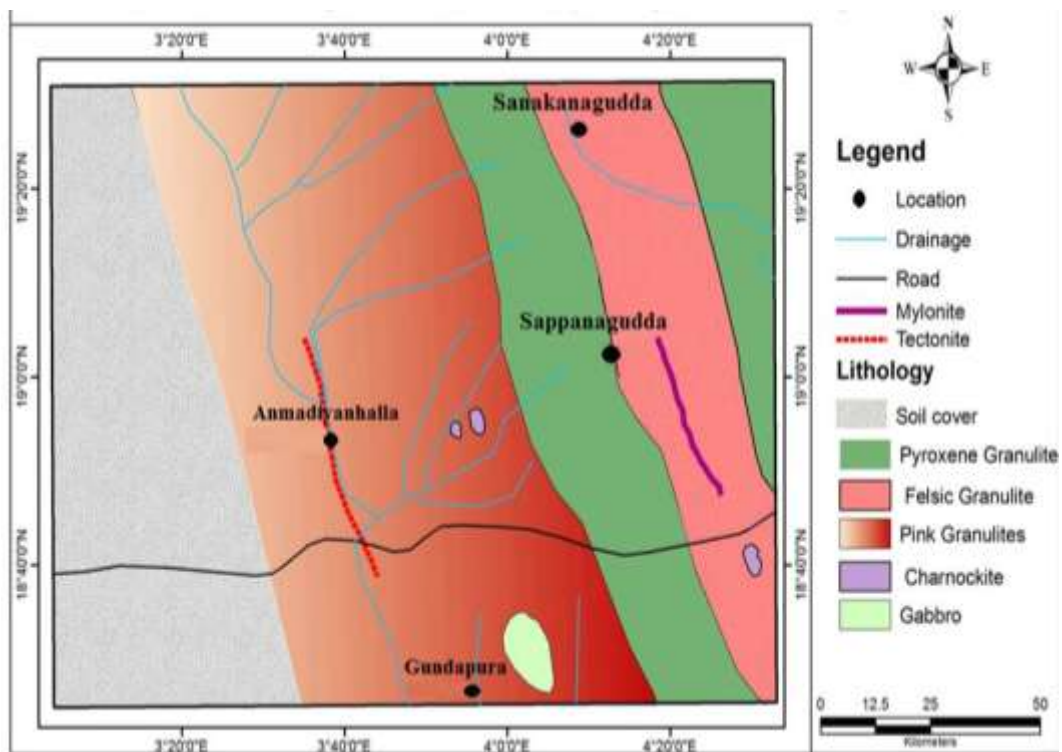 3°20'0"E 3°40'0"E 4°0'0"E 4°20'0"E
N
W E
S
Sanakanagudda
Legend
19°20'0"N 19°20'0"N
Location
Drainage
Road
Sappanagudda
Mylonite
Tectonite
19°0'0"N 19°0'0"N
Lithology
Anmadiyanhalla
Soil cover
Pyroxene Granulite
Felsic Granulite
Pink Granulites
18°40'0"N 18°40'0"N
Charnockite
Gabbro
Gundapura
0 12.5 25 50
Kilometers
3°20'0"E 3°40'0"E 4°0'0"E 4°20'0"E